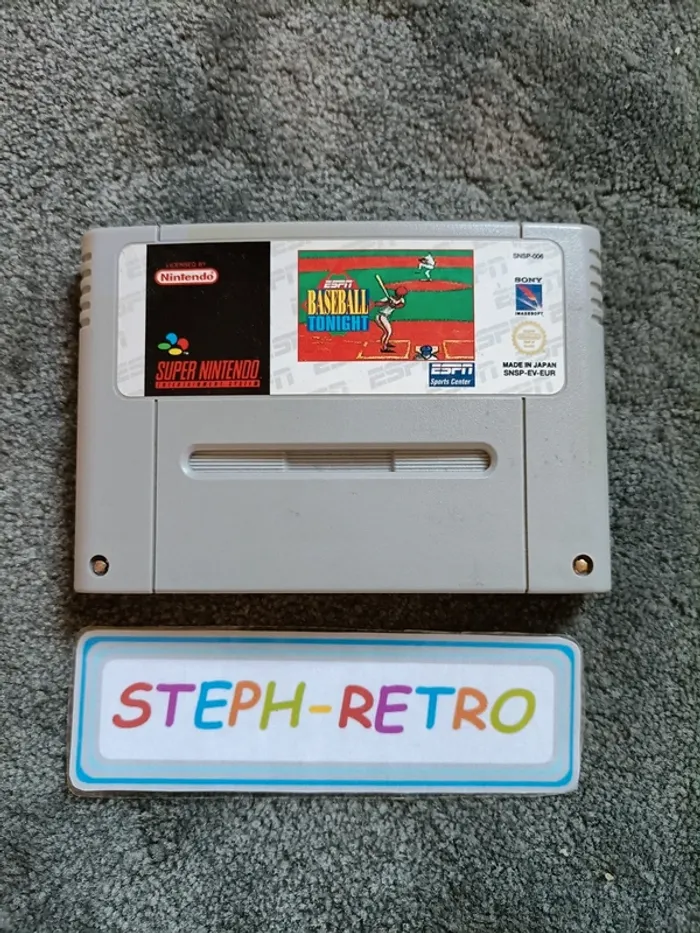 LICENSED BY
Nintendo
SUPER NINTENDO
ENTERTAINMENT SYSTEM
ESPN
BASEBALL
TONIGHT
ESPN
Sports Center
SNSP-006
SONY
IMAGESOFT
MADE IN JAPAN
SNSP-EV-EUR
STEPH-RETRO